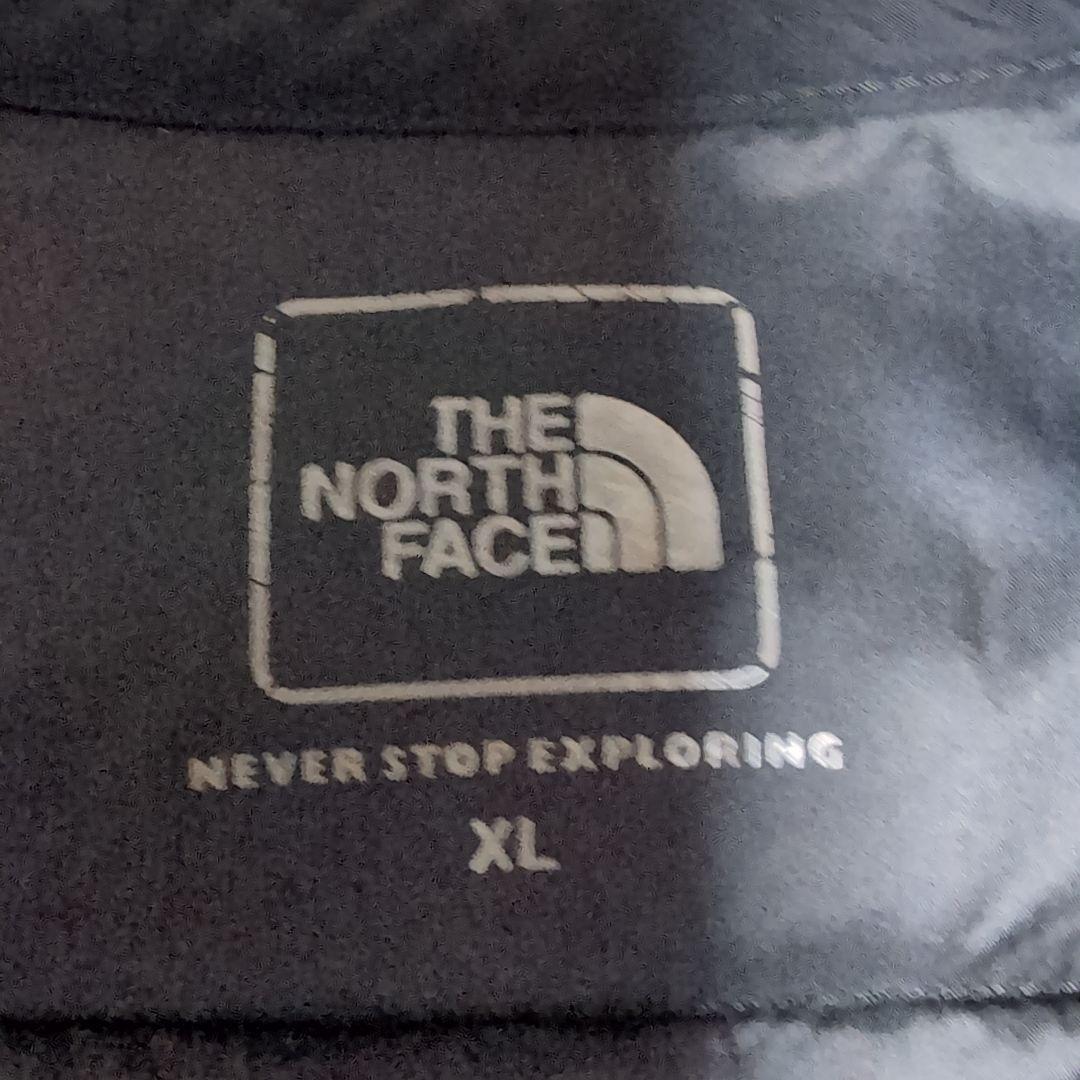 THE
NORTH
FACE
NEVER STOP EXPLORING
XL